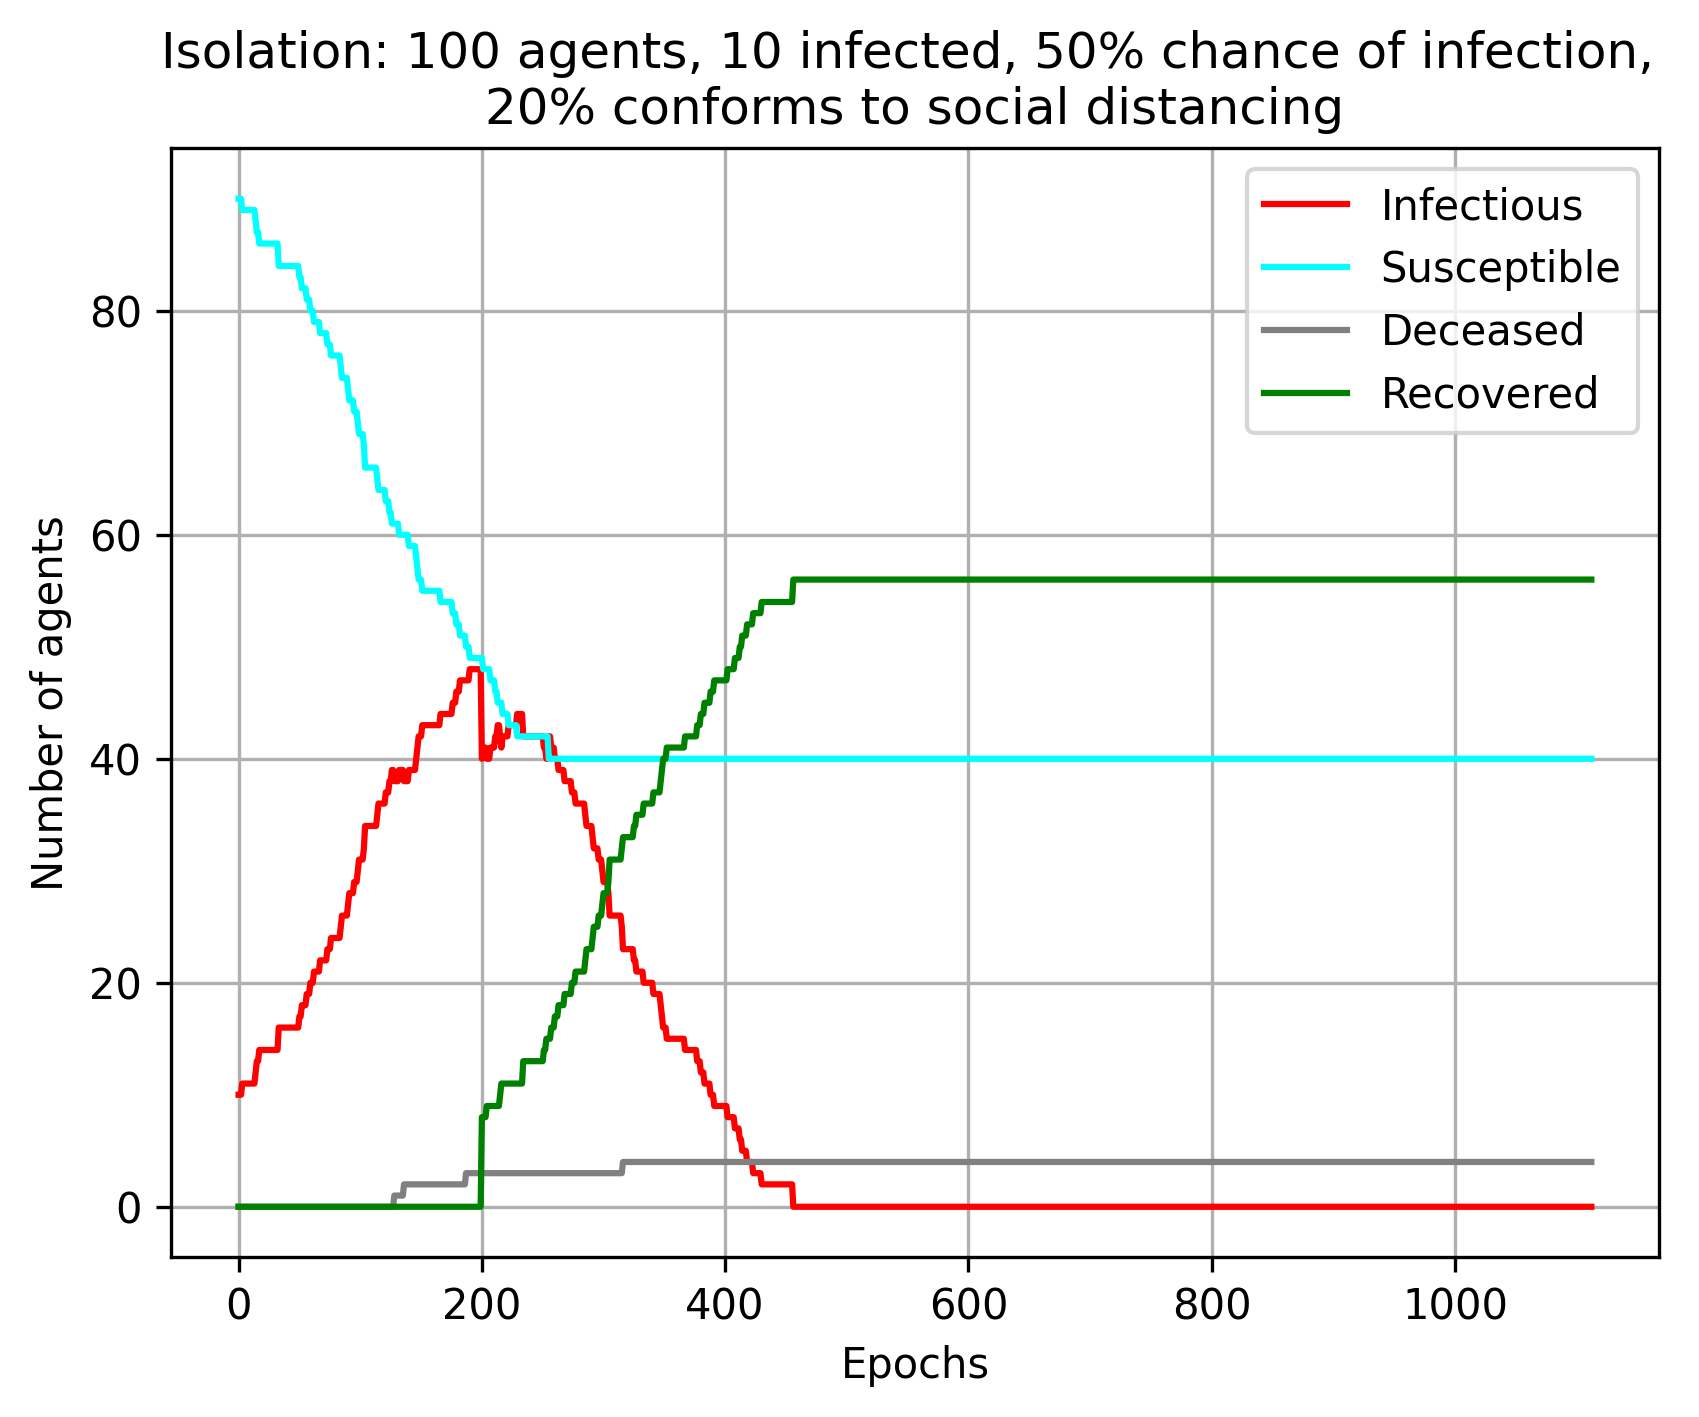 Isolation: 100 agents, 10 infected, 50% chance of infection,
20% conforms to social distancing
Infectious
Susceptible
Deceased
Recovered
Number of agents
80
60
40
20
0
0 200 400 600 800 1000
Epochs